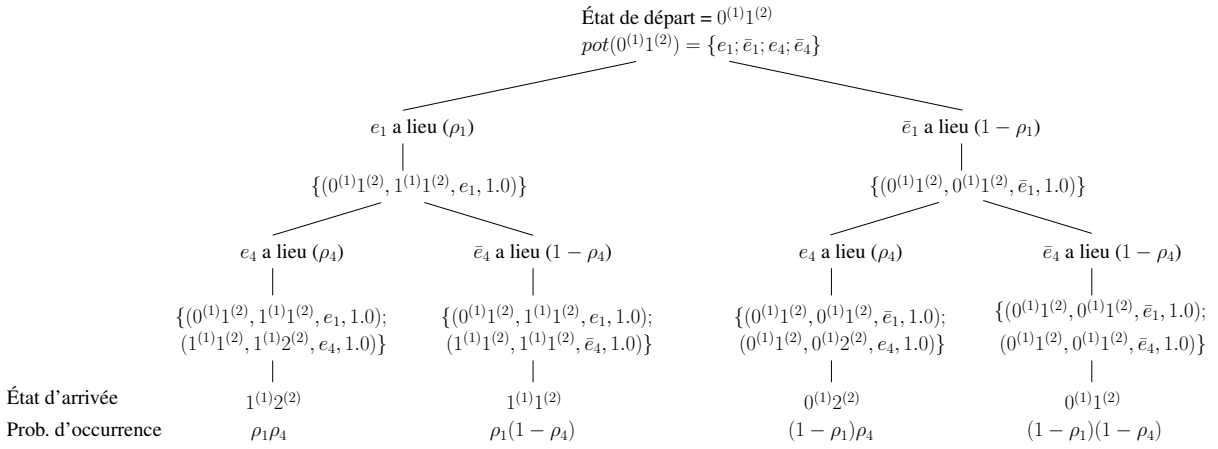 État de départ = 0^{(1)}1^{(2)}
pot(0^{(1)}1^{(2)}) = {e_1; ē_1; e_4; ē_4}
e_1 a lieu (ρ_1) ē_1 a lieu (1 − ρ_1)
{(0^{(1)}1^{(2)}, 1^{(1)}1^{(2)}, e_1, 1.0)} {(0^{(1)}1^{(2)}, 0^{(1)}1^{(2)}, ē_1, 1.0)}
e_4 a lieu (ρ_4) ē_4 a lieu (1 − ρ_4) e_4 a lieu (ρ_4) ē_4 a lieu (1 − ρ_4)
{(0^{(1)}1^{(2)}, 1^{(1)}1^{(2)}, e_1, 1.0); {(0^{(1)}1^{(2)}, 1^{(1)}1^{(2)}, e_1, 1.0); {(0^{(1)}1^{(2)}, 0^{(1)}1^{(2)}, ē_1, 1.0); {(0^{(1)}1^{(2)}, 0^{(1)}1^{(2)}, ē_1, 1.0);
(1^{(1)}1^{(2)}, 1^{(1)}2^{(2)}, e_4, 1.0)} (1^{(1)}1^{(2)}, 1^{(1)}1^{(2)}, ē_4, 1.0)} (0^{(1)}1^{(2)}, 0^{(1)}2^{(2)}, e_4, 1.0)} (0^{(1)}1^{(2)}, 0^{(1)}1^{(2)}, ē_4, 1.0)}
État d'arrivée 1^{(1)}2^{(2)} 1^{(1)}1^{(2)} 0^{(1)}2^{(2)} 0^{(1)}1^{(2)}
Prob. d'occurrence ρ_1ρ_4 ρ_1(1 − ρ_4) (1 − ρ_1)ρ_4 (1 − ρ_1)(1 − ρ_4)